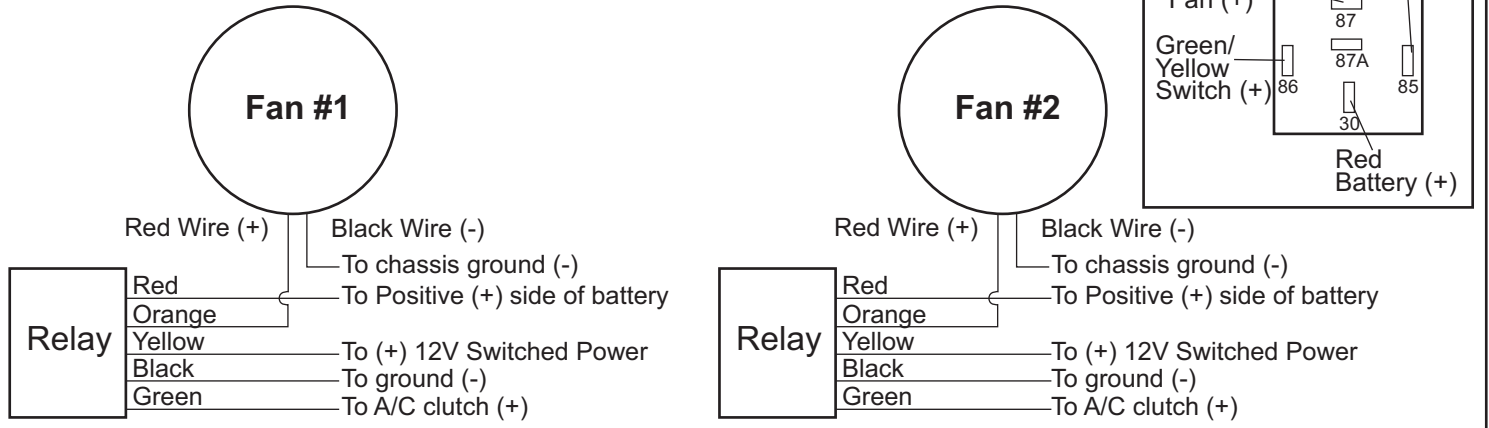 Fan #1
Red Wire (+)
Black Wire (-)
To chassis ground (-)
Red
To Positive (+) side of battery
Orange
Relay
Yellow
To (+) 12V Switched Power
Black
To ground (-)
Green
To A/C clutch (+)
Fan #2
Red Wire (+)
Black Wire (-)
To chassis ground (-)
Red
To Positive (+) side of battery
Orange
Relay
Yellow
To (+) 12V Switched Power
Black
To ground (-)
Green
To A/C clutch (+)
Fan (+)
87
Green/
Yellow
Switch (+)
87A
86
85
30
Red
Battery (+)